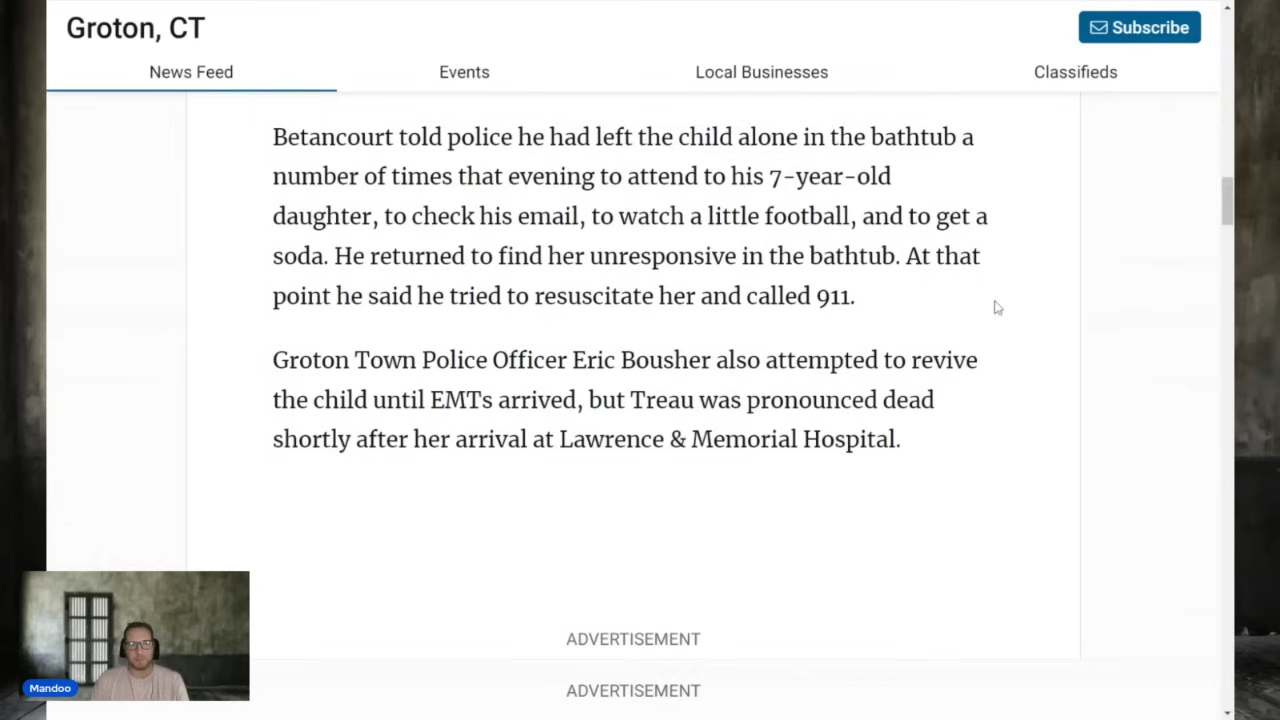 Groton, CT
Subscribe
News Feed
Events
Local Businesses
Classifieds
Betancourt told police he had left the child alone in the bathtub a
number of times that evening to attend to his 7-year-old
daughter, to check his email, to watch a little football, and to get a
soda. He returned to find her unresponsive in the bathtub. At that
point he said he tried to resuscitate her and called 911.
Groton Town Police Officer Eric Bousher also attempted to revive
the child until EMTs arrived, but Treau was pronounced dead
shortly after her arrival at Lawrence & Memorial Hospital.
ADVERTISEMENT
Mandoo
ADVERTISEMENT